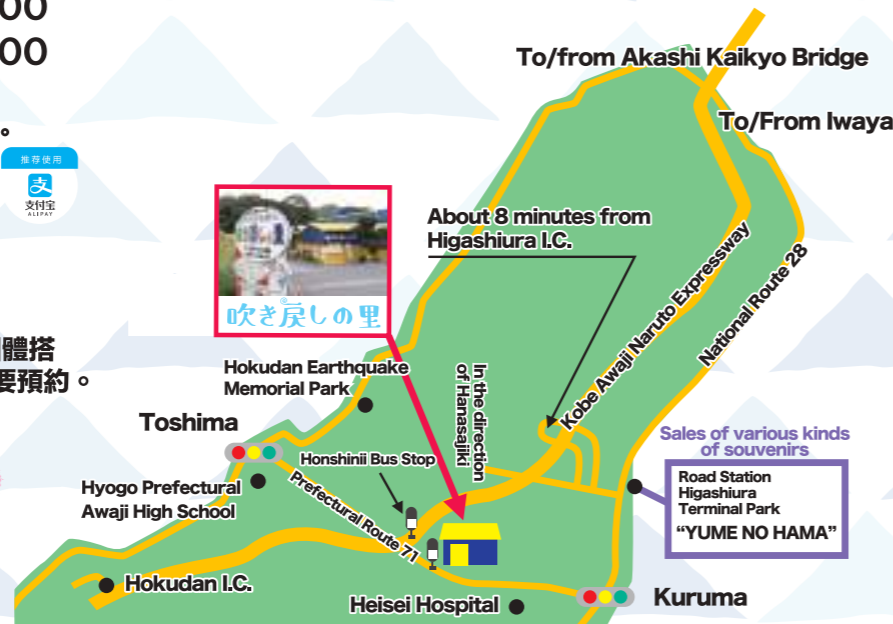 00
00
。
推荐使用
支付宝
ALIPAY
體搭
要預約。
To/from Akashi Kaikyo Bridge
To/From Iwaya
About 8 minutes from
Higashiura I.C.
吹き戻しの里
Kobe Awaji Naruto Expressway
National Route 28
Hokudan Earthquake
Memorial Park
In the direction
of Hanasajiki
Toshima
Honshinii Bus Stop
Hyogo Prefectural
Awaji High School
Prefectural Route 71
Sales of various kinds
of souvenirs
Road Station
Higashiura
Terminal Park
“YUME NO HAMA”
Hokudan I.C.
Heisei Hospital
Kuruma